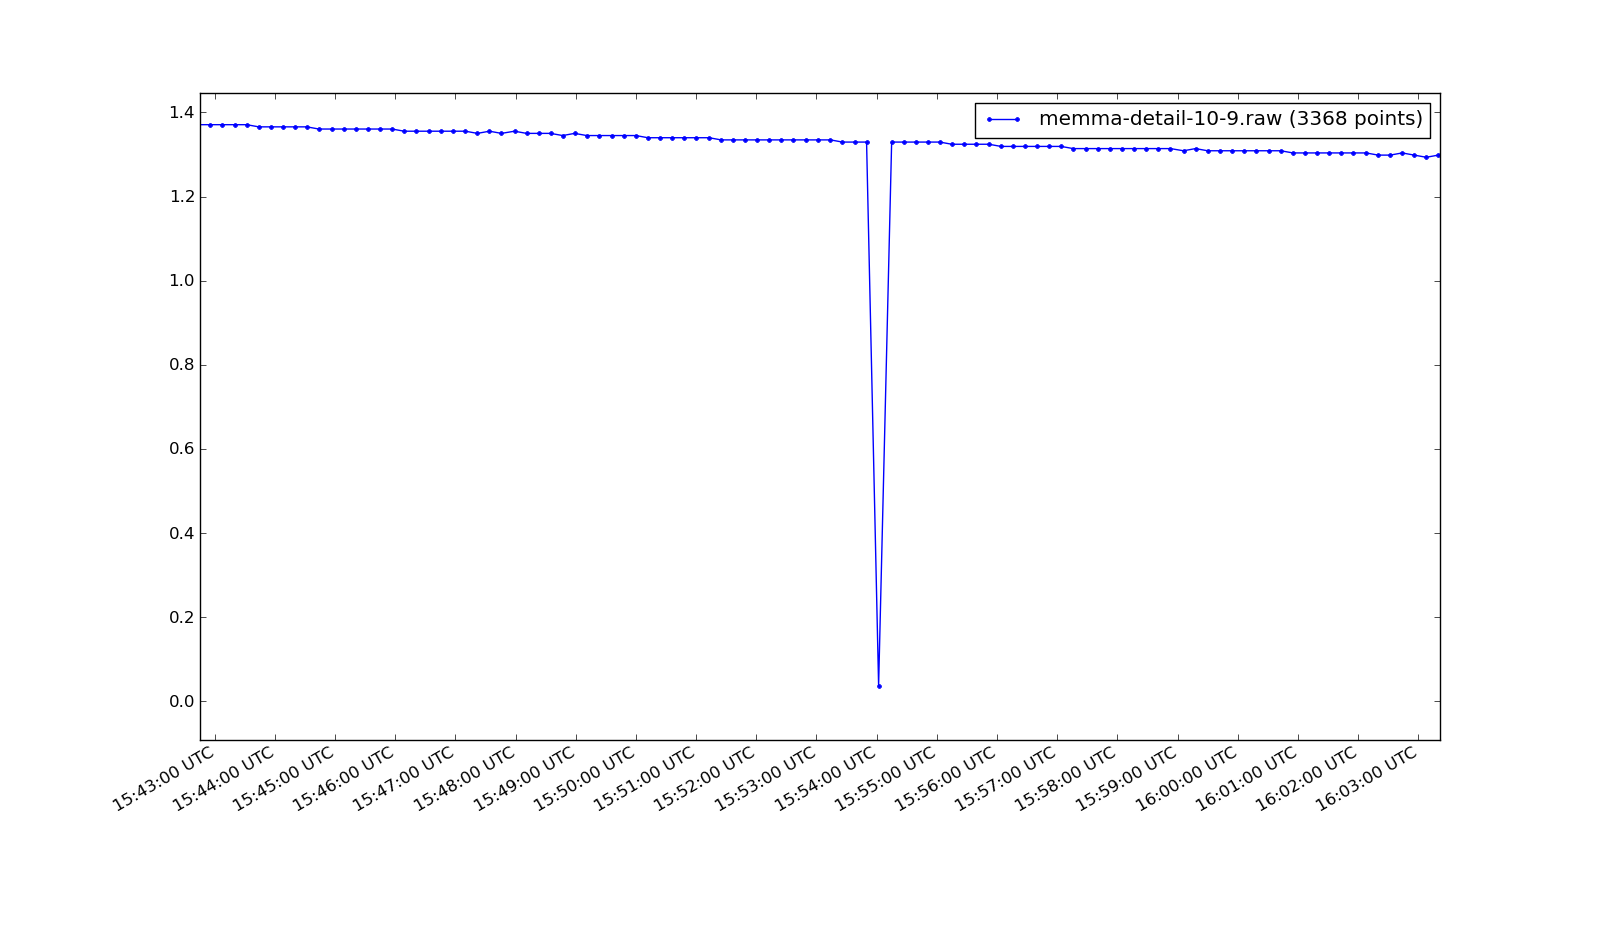 memma-detail-10-9.raw (3368 points)
1.4
1.2
1.0
0.8
0.6
0.4
0.2
0.0
15:43:00 UTC
15:44:00 UTC
15:45:00 UTC
15:46:00 UTC
15:47:00 UTC
15:48:00 UTC
15:49:00 UTC
15:50:00 UTC
15:51:00 UTC
15:52:00 UTC
15:53:00 UTC
15:54:00 UTC
15:55:00 UTC
15:56:00 UTC
15:57:00 UTC
15:58:00 UTC
15:59:00 UTC
16:00:00 UTC
16:01:00 UTC
16:02:00 UTC
16:03:00 UTC